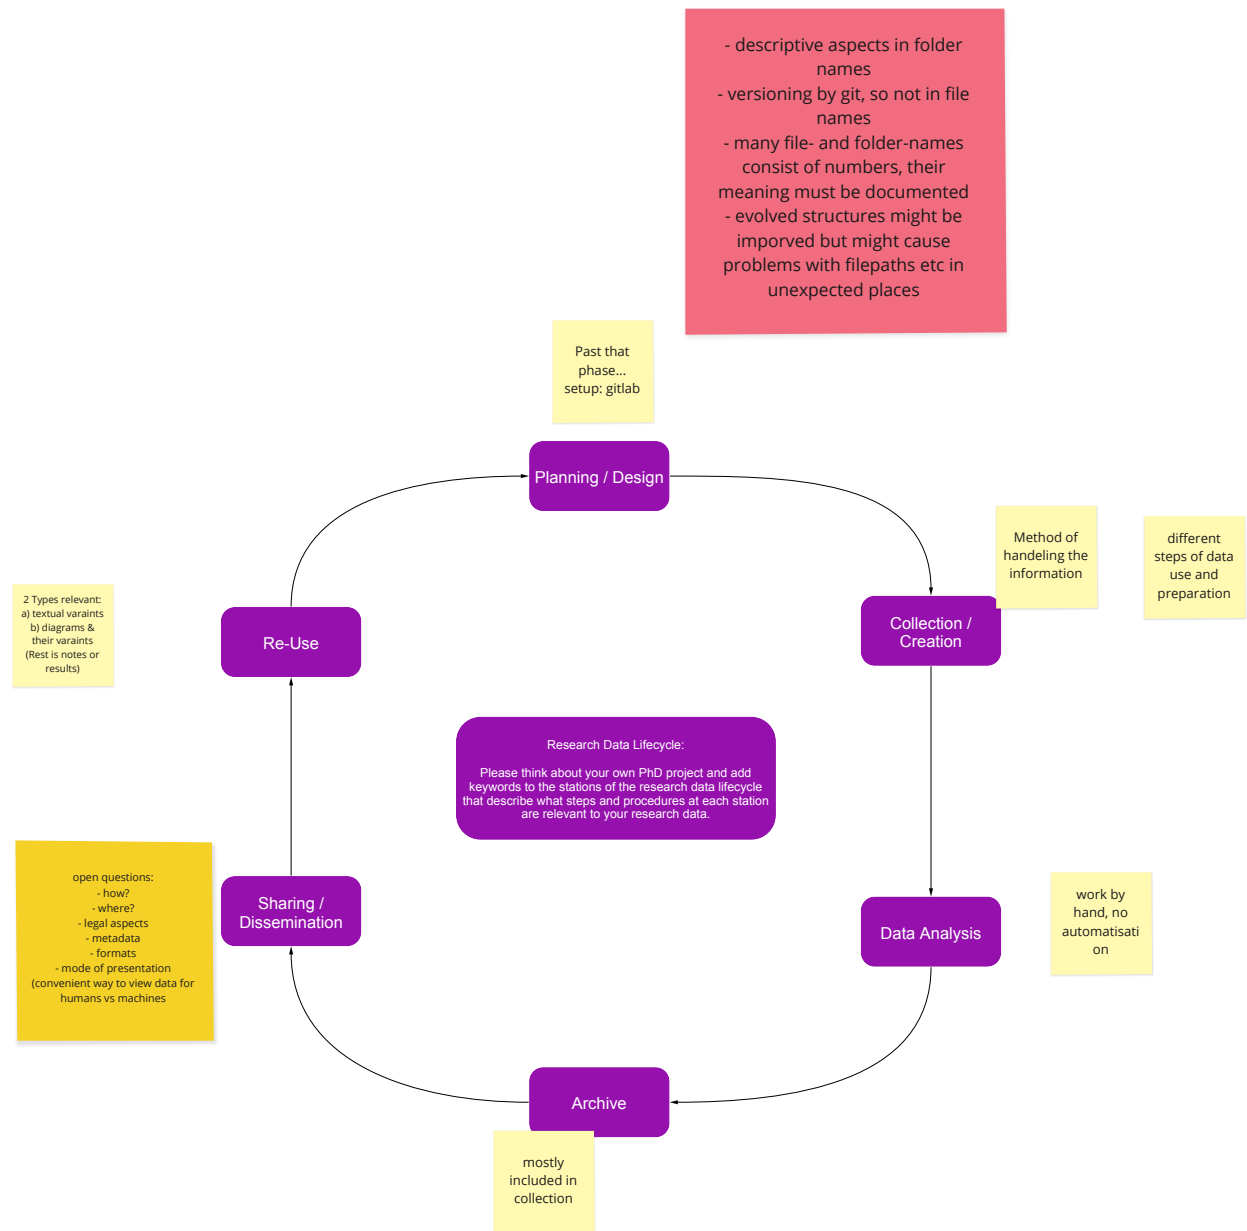 - descriptive aspects in folder
names
- versioning by git, so not in file
names
- many file- and folder-names
consist of numbers, their
meaning must be documented
- evolved structures might be
imporved but might cause
problems with filepaths etc in
unexpected places
Past that
phase...
setup: gitlab
Planning / Design
Method of
handeling the
information
different
steps of data
use and
preparation
Collection /
Creation
2 Types relevant:
a) textual varaints
b) diagrams &
their varaints
(Rest is notes or
results)
Re-Use
Research Data Lifecycle:
Please think about your own PhD project and add
keywords to the stations of the research data lifecycle
that describe what steps and procedures at each station
are relevant to your research data.
open questions:
- how?
- where?
- legal aspects
- metadata
- formats
- mode of presentation
(convenient way to view data for
humans vs machines
Sharing /
Dissemination
Data Analysis
work by
hand, no
automatisati
on
Archive
mostly
included in
collection